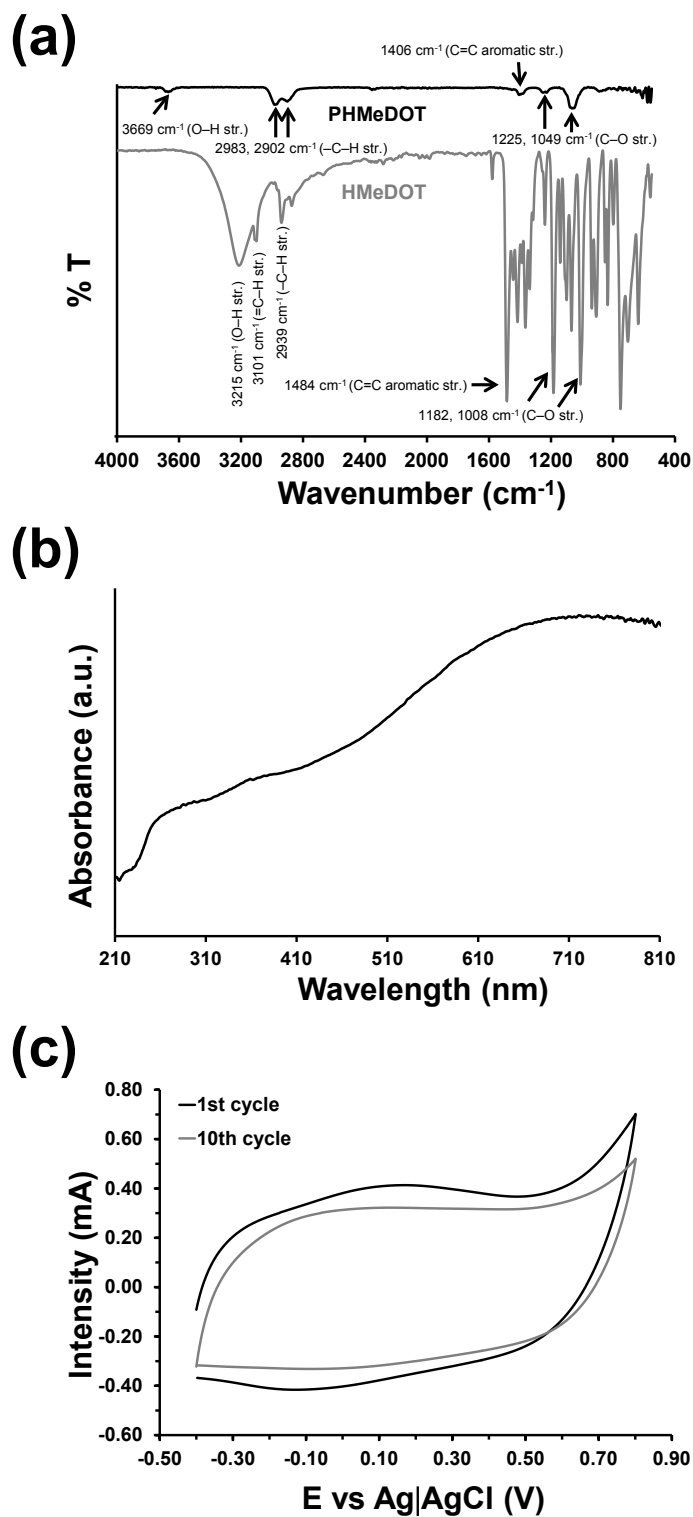 (a)
1406 cm-1 (C=C aromatic str.)
3669 cm-1 (O–H str.)
PHMeDOT
2983, 2902 cm-1 (–C–H str.)
1225, 1049 cm-1 (C–O str.)
HMeDOT
% T
3215 cm-1 (O–H str.)
3101 cm-1 (=C–H str.)
2939 cm-1 (–C–H str.)
1484 cm-1 (C=C aromatic str.)
1182, 1008 cm-1 (C–O str.)
4000 3600 3200 2800 2400 2000 1600 1200 800 400
Wavenumber (cm-1)
(b)
Absorbance (a.u.)
210 310 410 510 610 710 810
Wavelength (nm)
(c)
0.80
0.60
0.40
0.20
0.00
-0.20
-0.40
-0.60
1st cycle
10th cycle
Intensity (mA)
-0.50 -0.30 -0.10 0.10 0.30 0.50 0.70 0.90
E vs Ag|AgCl (V)